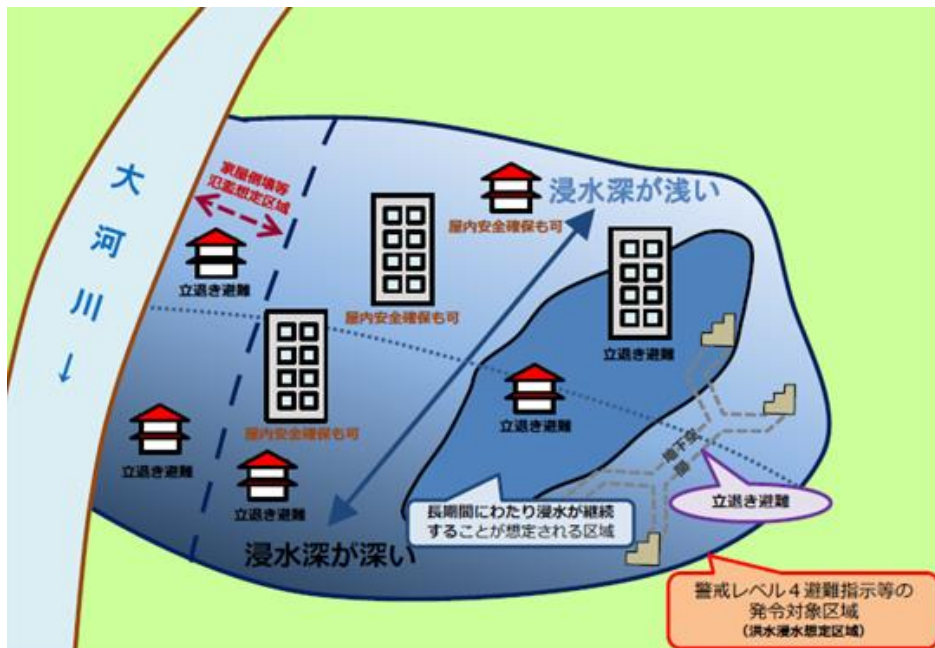 大河川→
家屋倒壊等
氾濫想定区域
浸水深が浅い
屋内安全確保も可
立退き避難
屋内安全確保も可
立退き避難
立退き避難
屋内安全確保も可
立退き避難
立退き避難
地下空間
立退き避難
長期間にわたり浸水が継続
することが想定される区域
浸水深が深い
警戒レベル４避難指示等の
発令対象区域
(洪水浸水想定区域)